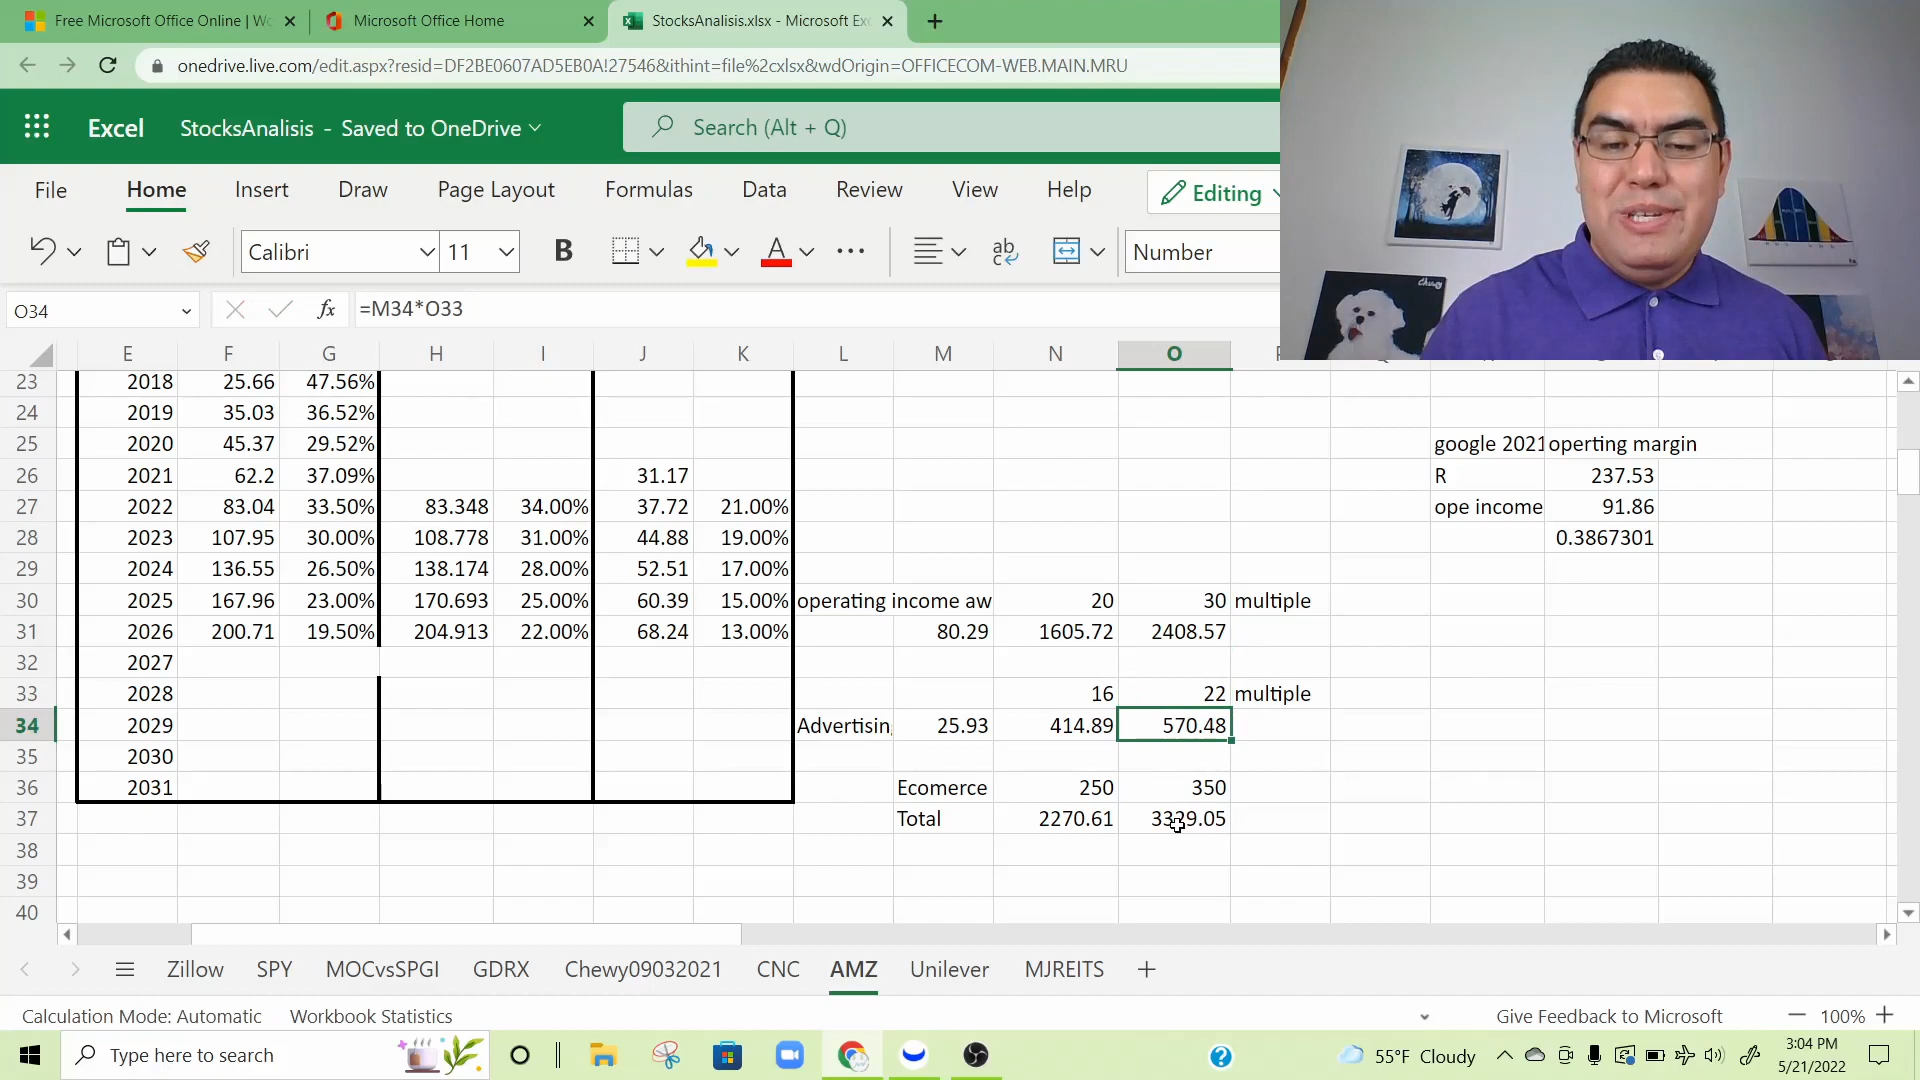 Free Microsoft Office Online | Wo
Microsoft Office Home
StocksAnalisis.xlsx - Microsoft Exc
onedrive.live.com/edit.aspx?resid=DF2BE0607AD5EB0A!27546&ithint=file%2cxlsx&wdOrigin=OFFICECOM-WEB.MAIN.MRU
Excel StocksAnalisis - Saved to OneDrive
Search (Alt + Q)
File Home Insert Draw Page Layout Formulas Data Review View Help Editing
Calibri 11 B A ab c Number
O34 fx =M34*O33
E F G H I J K L M N O
23 2018 25.66 47.56%
24 2019 35.03 36.52%
25 2020 45.37 29.52% google 2021 operting margin
26 2021 62.2 37.09% 31.17 R 237.53
27 2022 83.04 33.50% 83.348 34.00% 37.72 21.00% ope income 91.86
28 2023 107.95 30.00% 108.778 31.00% 44.88 19.00% 0.3867301
29 2024 136.55 26.50% 138.174 28.00% 52.51 17.00%
30 2025 167.96 23.00% 170.693 25.00% 60.39 15.00% operating income aw 20 30 multiple
31 2026 200.71 19.50% 204.913 22.00% 68.24 13.00% 80.29 1605.72 2408.57
32 2027
33 2028 16 22 multiple
34 2029 Advertisin 25.93 414.89 570.48
35 2030
36 2031 Ecomerce 250 350
37 Total 2270.61 3329.05
38
39
40
Zillow SPY MOCvsSPGI GDRX Chewy09032021 CNC AMZ Unilever MJREITS
Calculation Mode: Automatic Workbook Statistics Give Feedback to Microsoft 100%
Type here to search 55°F Cloudy 3:04 PM
5/21/2022
Chuwy